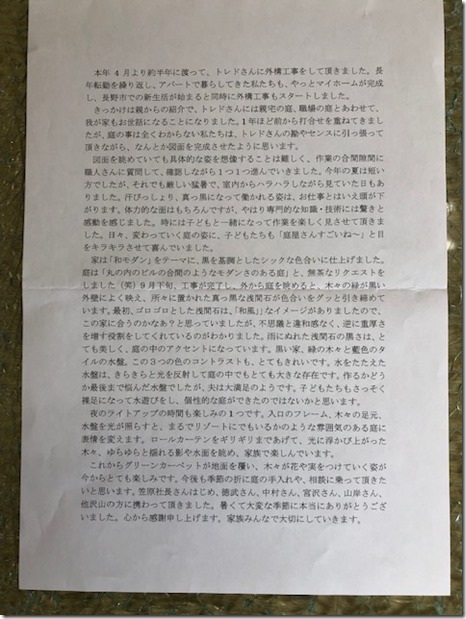 本年 4 月より約半年に渡って、トレドさんに外構工事をして頂きました。長
年転勤を繰り返し、アパートで暮らしてきた私たちも、やっとマイホームが完成
し、長野市での新生活が始まると同時に外構工事もスタートしました。
きっかけは親からの紹介で、トレドさんには親宅の庭、職場の庭とあわせて、
我が家もお世話になることになりました。1年ほど前から打合せを重ねてきまし
たが、庭の事は全くわからない私たちは、トレドさんの勘やセンスに引っ張って
頂きながら、なんとか図面を完成させたように思います。
図面を眺めていても具体的な姿を想像することは難しく、作業の合間隙間に
職人さんに質問して、確認しながら1つ1つ進んでいきました。今年の夏は短い
方でしたが、それでも厳しい猛暑で、室内からハラハラしながら見ていた日もあ
りました。汗びっしょり、真っ黒になって働かれる姿は、お仕事とはいえ頭が下
がります。体力的な面はもちろんですが、やはり専門的な知識・技術には驚きと
感動を感じました。時には子どもと一緒になって作業を楽しく見させて頂きま
した。日々、変わっていく庭の姿に、子どもたちも「庭屋さんすごいね～」と目
をキラキラさせて喜んでいました。
家は「和モダン」をテーマに、黒を基調としたシックな色合いに仕上げました。
庭は「丸の内のビルの合間のようなモダンさのある庭」と、無茶なリクエストを
しました（笑）9月下旬、工事が完了し、外から庭を眺めると、木々の緑が黒い
外壁によく映え、所々に置かれた真っ黒な浅間石が色合いをグッと引き締めて
います。最初、ゴロゴロとした浅間石は、「和風」」なイメージがありましたので、
この家に合うのかなあ？と思っていましたが、不思議と違和感なく、逆に重厚さ
を増す役割をしてくれているのがわかりました。雨にぬれた浅間石の黒さは、と
ても美しく、庭の中のアクセントになっています。黒い家、緑の木々と藍色のタ
イルの水盤、この3つの色のコントラストも、とてもきれいです。水をたたえた
水盤は、きらきらと光を反射して庭の中でもとても大きな存在です。作るかどう
か最後まで悩んだ水盤でしたが、夫は大満足のようです。子どもたちもさっそく
裸足になって水遊びをし、個性的な庭ができたのではないかと思います。
夜のライトアップの時間も楽しみの1つです。入口のフレーム、木々の足元、
水盤を光が照らすと、まるでリゾートにでもいるかのような雰囲気のある庭に
表情を変えます。ロールカーテンをギリギリまであげて、光に浮かび上がった
木々、ゆらゆらと揺れる影や水面を眺め、家族で楽しんでいます。
これからグリーンカーペットが地面を覆い、木々が花や実をつけていく姿が
今からとても楽しみです。今後も季節の折に庭の手入れや、相談に乗って頂きた
いと思います。笠原社長さんはじめ、徳武さん、中村さん、宮沢さん、山岸さん、
他沢山の方に携わって頂きました。暑くて大変な季節に本当にありがとうござ
いました。心から感謝申し上げます。家族みんなで大切にしていきます。